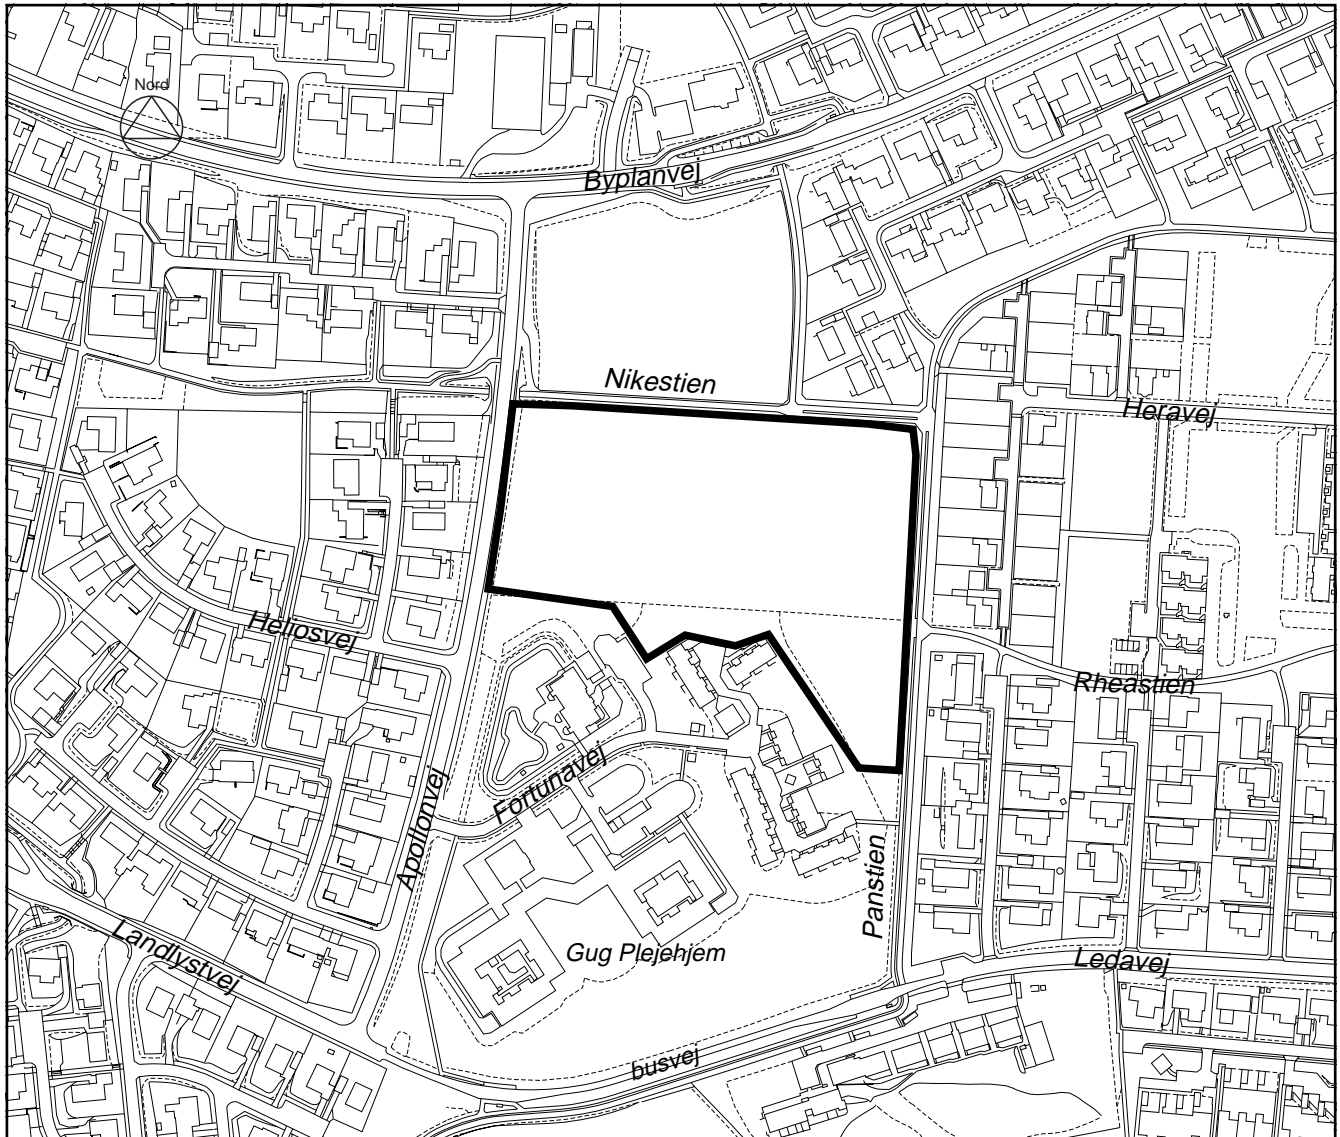 Nord
Byplanvej
Nikestien
Heravej
Heliosvej
Rheastien
Fortunavej
Apollonvej
Panstien
Landlystvej
Gug Plejehjem
Ledavej
busvej